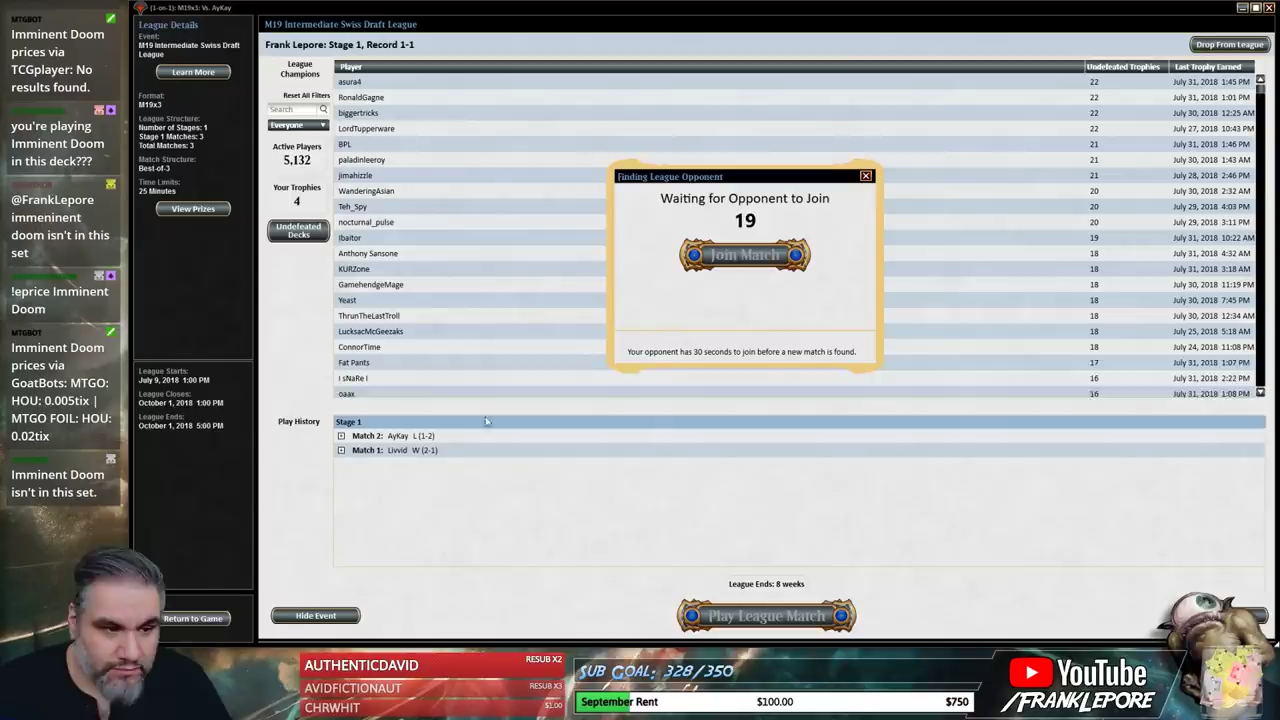 (1-on-1): M19x3: Vs. AyKay
MTGBOT
Imminent Doom
prices via
TCGplayer: No
results found.
you're playing
Imminent Doom
in this deck???
@FrankLepore
immeninent
doom isn't in this
set
!eprice Imminent
Doom
MTGBOT
Imminent Doom
prices via
GoatBots: MTGO:
HOU: 0.005tix |
MTGO FOIL: HOU:
0.02tix
Imminent Doom
isn't in this set.
League Details
Event:
M19 Intermediate Swiss Draft
League
Learn More
Format:
M19x3
League Structure:
Number of Stages: 1
Stage 1 Matches: 3
Total Matches: 3
Match Structure:
Best-of-3
Time Limits:
25 Minutes
View Prizes
League Starts:
July 9, 2018 1:00 PM
League Closes:
October 1, 2018 1:00 PM
League Ends:
October 1, 2018 5:00 PM
Return to Game
M19 Intermediate Swiss Draft League
Frank Lepore: Stage 1, Record 1-1
Drop From League
League
Champions
Reset All Filters
Search
Everyone
Active Players
5,132
Your Trophies
4
Undefeated
Decks
Player Undefeated Trophies Last Trophy Earned
asura4 22 July 31, 2018 1:45 PM
RonaldGagne 22 July 31, 2018 1:01 PM
biggertricks 22 July 30, 2018 12:25 AM
LordTupperware 22 July 27, 2018 10:43 PM
BPL 21 July 31, 2018 1:46 PM
paladinleeroy 21 July 30, 2018 1:43 AM
jimahizzle 21 July 28, 2018 2:46 PM
WanderingAsian 20 July 30, 2018 2:32 AM
Teh_Spy 20 July 29, 2018 4:03 PM
nocturnal_pulse 20 July 29, 2018 3:11 PM
lbaitor 19 July 31, 2018 10:22 AM
Anthony Sansone 18 July 31, 2018 4:32 AM
KURZone 18 July 31, 2018 3:18 AM
GamehendgeMage 18 July 30, 2018 11:19 PM
Yeast 18 July 30, 2018 7:45 PM
ThrunTheLastTroll 18 July 30, 2018 12:34 AM
LucksacMcGeezaks 18 July 25, 2018 5:18 AM
ConnorTime 18 July 24, 2018 11:08 PM
Fat Pants 17 July 31, 2018 1:07 PM
I sNaRe I 16 July 31, 2018 2:22 PM
oaax 16 July 31, 2018 1:08 PM
Finding League Opponent
Waiting for Opponent to Join
19
Join Match
Your opponent has 30 seconds to join before a new match is found.
Play History
Stage 1
Match 2: AyKay L (1-2)
Match 1: Livvid W (2-1)
League Ends: 8 weeks
Hide Event
Play League Match
AUTHENTICDAVID RESUB X2
AVIDFICTIONAUT RESUB X3
CHRWHIT $1.00
SUB GOAL: 328/350
September Rent $100.00 $750
YouTube
/FRANKLEPORE